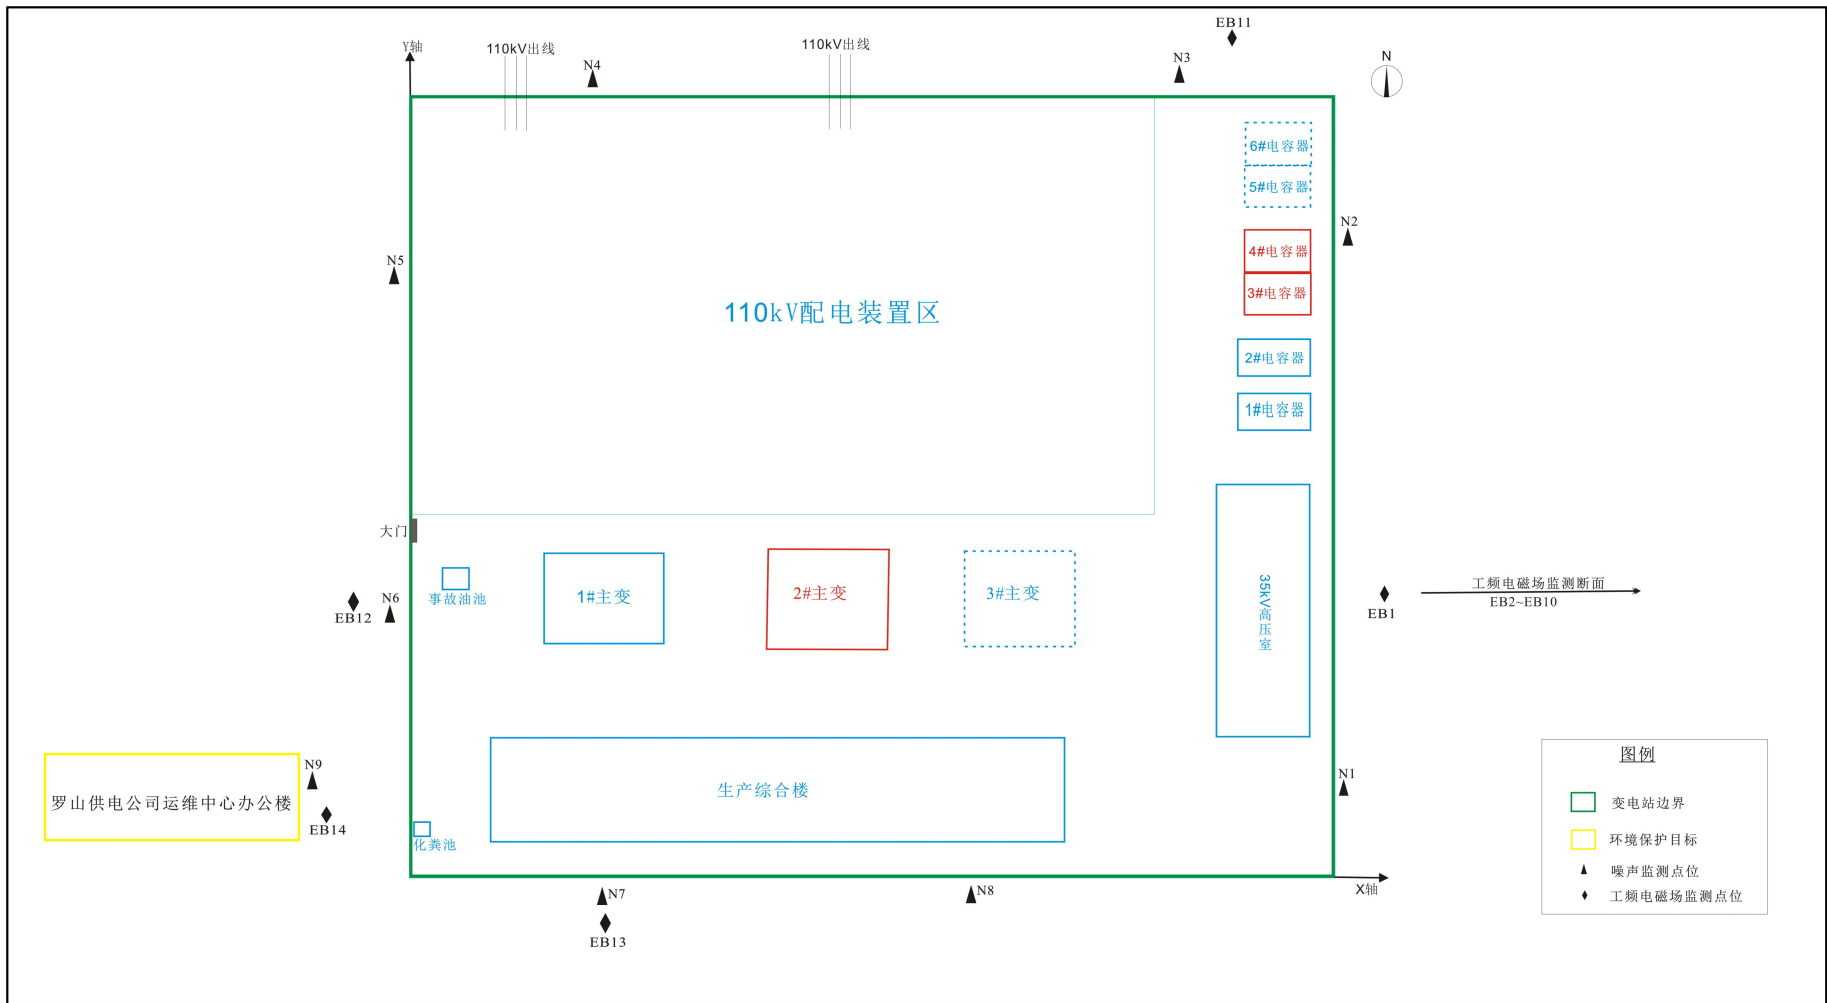 EB11
Y轴
110kV出线
110kV出线
N4
N3
N
6#电容器
5#电容器
N2
4#电容器
N5
3#电容器
110kV配电装置区
2#电容器
1#电容器
大门
35kV高压室
工频电磁场监测断面
EB2~EB10
1#主变
2#主变
3#主变
事故油池
N6
EB12
EB1
图例
变电站边界
环境保护目标
噪声监测点位
工频电磁场监测点位
N9
N1
生产综合楼
罗山供电公司运维中心办公楼
EB14
化粪池
X轴
N7
N8
EB13